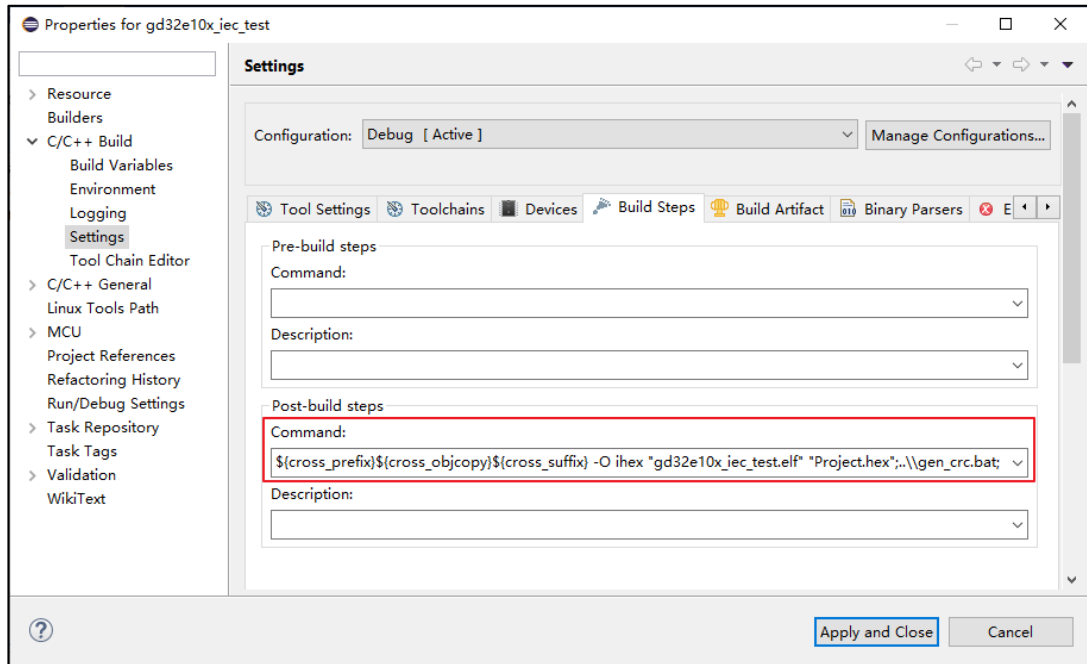 Properties for gd32e10x_iec_test
Settings
Resource
Builders
C/C++ Build
Build Variables
Environment
Logging
Settings
Tool Chain Editor
C/C++ General
Linux Tools Path
MCU
Project References
Refactoring History
Run/Debug Settings
Task Repository
Task Tags
Validation
WikiText
Configuration: Debug [ Active ] Manage Configurations...
Tool Settings Toolchains Devices Build Steps Build Artifact Binary Parsers E
Pre-build steps
Command:
Description:
Post-build steps
Command:
${cross_prefix}${cross_objcopy}${cross_suffix} -O ihex "gd32e10x_iec_test.elf" "Project.hex";..\\gen_crc.bat;
Description:
Apply and Close Cancel